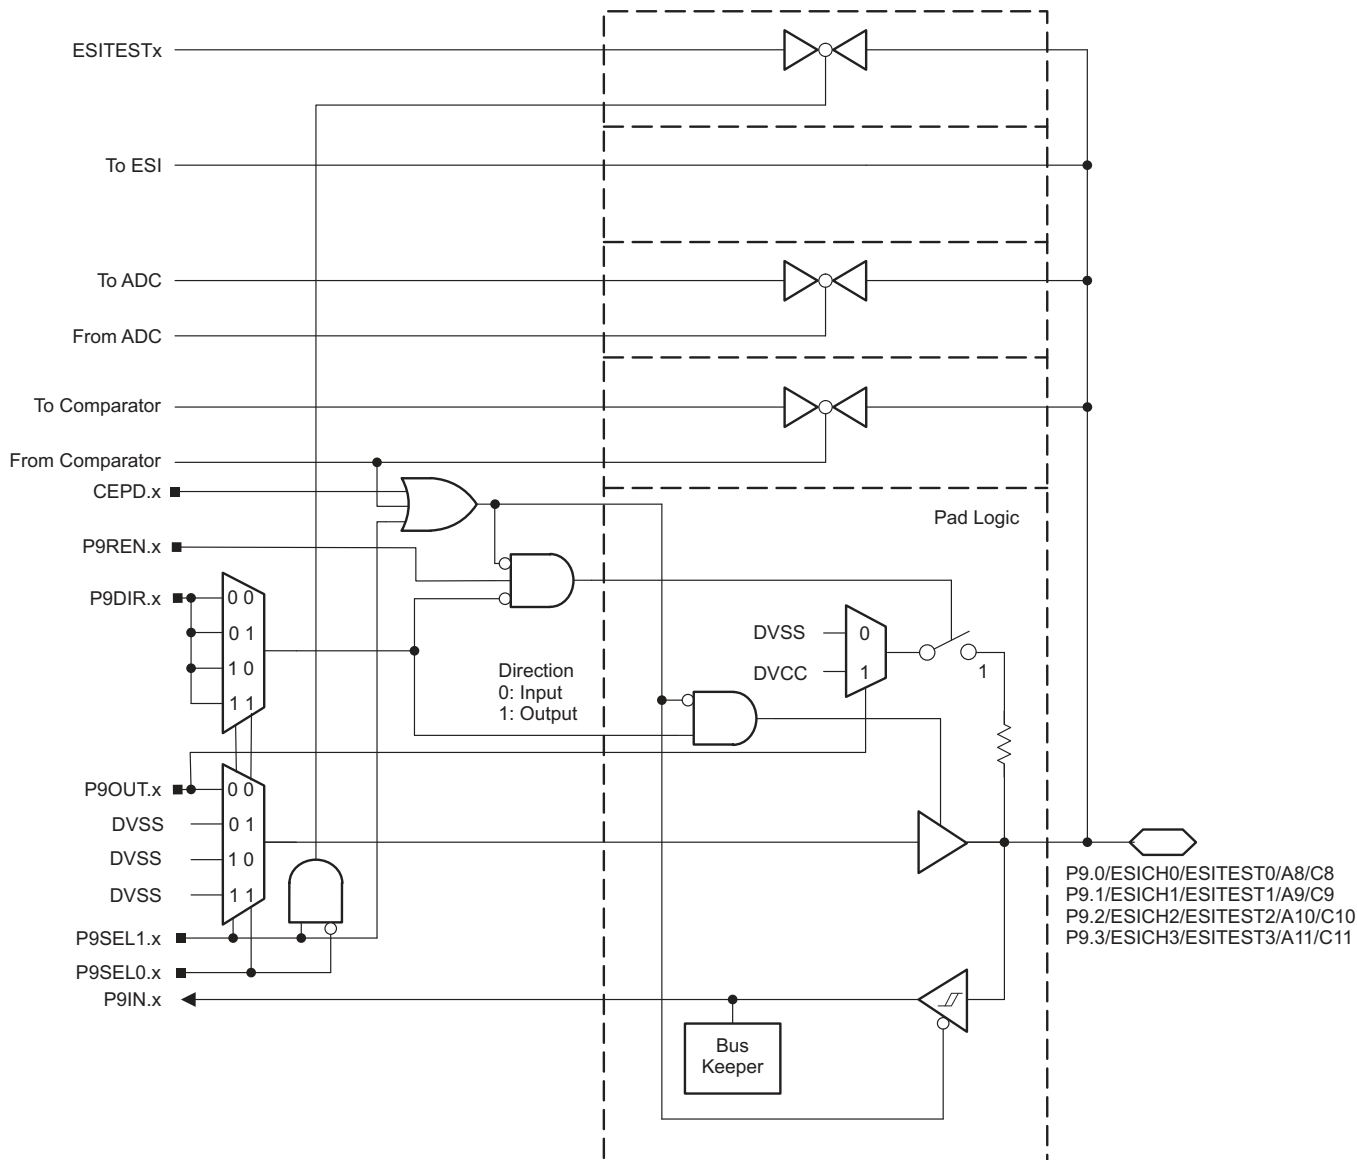 ESITESTx
To ESI
To ADC
From ADC
To Comparator
From Comparator
CEPD.x
Pad Logic
P9REN.x
P9DIR.x
0 0
0 1
1 0
1 1
Direction
0: Input
1: Output
DVSS
0
DVCC
1
1
P9OUT.x
0 0
DVSS
0 1
DVSS
1 0
DVSS
1 1
P9.0/ESICH0/ESITEST0/A8/C8
P9.1/ESICH1/ESITEST1/A9/C9
P9.2/ESICH2/ESITEST2/A10/C10
P9.3/ESICH3/ESITEST3/A11/C11
P9SEL1.x
P9SEL0.x
P9IN.x
Bus
Keeper